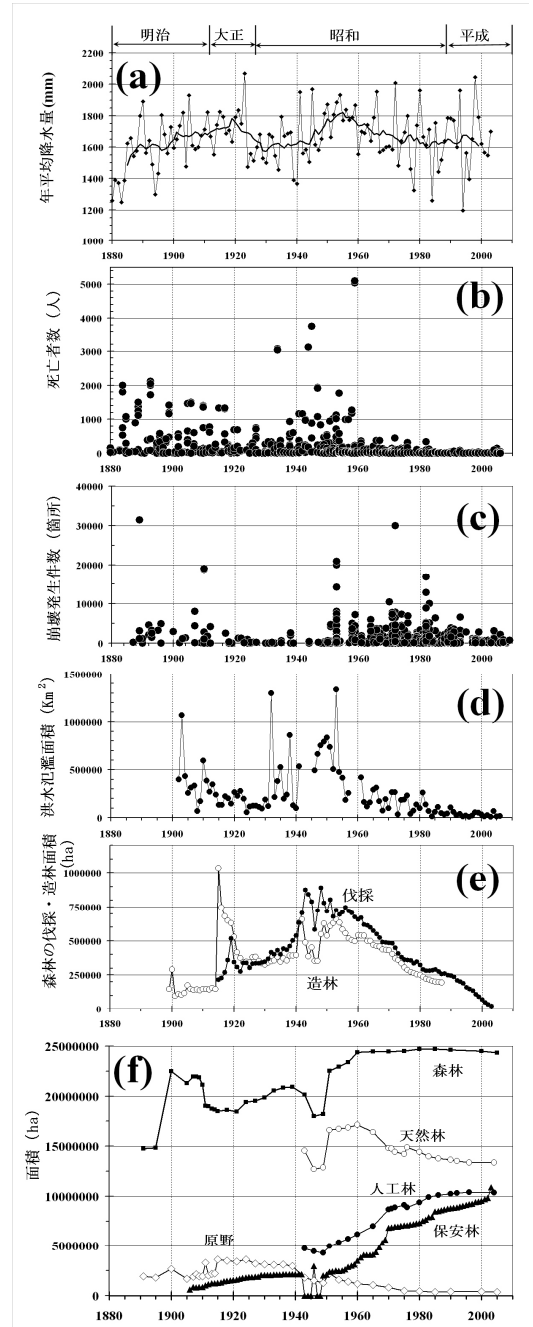 明治 大正 昭和 平成
(a)
年平均降水量(mm)
2200
2000
1800
1600
1400
1200
1000
1880 1900 1920 1940 1960 1980 2000
(b)
死亡者数（人）
5000
4000
3000
2000
1000
0
1880 1900 1920 1940 1960 1980 2000
(c)
崩壊発生件数（箇所）
40000
30000
20000
10000
0
1880 1900 1920 1940 1960 1980 2000
(d)
洪水氾濫面積（Km²）
1500000
1000000
500000
0
1880 1900 1920 1940 1960 1980 2000
(e)
森林の伐採・造林面積
(ha)
1000000
750000
500000
250000
0
伐採
造林
1880 1900 1920 1940 1960 1980 2000
(f)
面積（ha）
25000000
20000000
15000000
10000000
5000000
0
森林
天然林
人工林
保安林
原野
1880 1900 1920 1940 1960 1980 2000